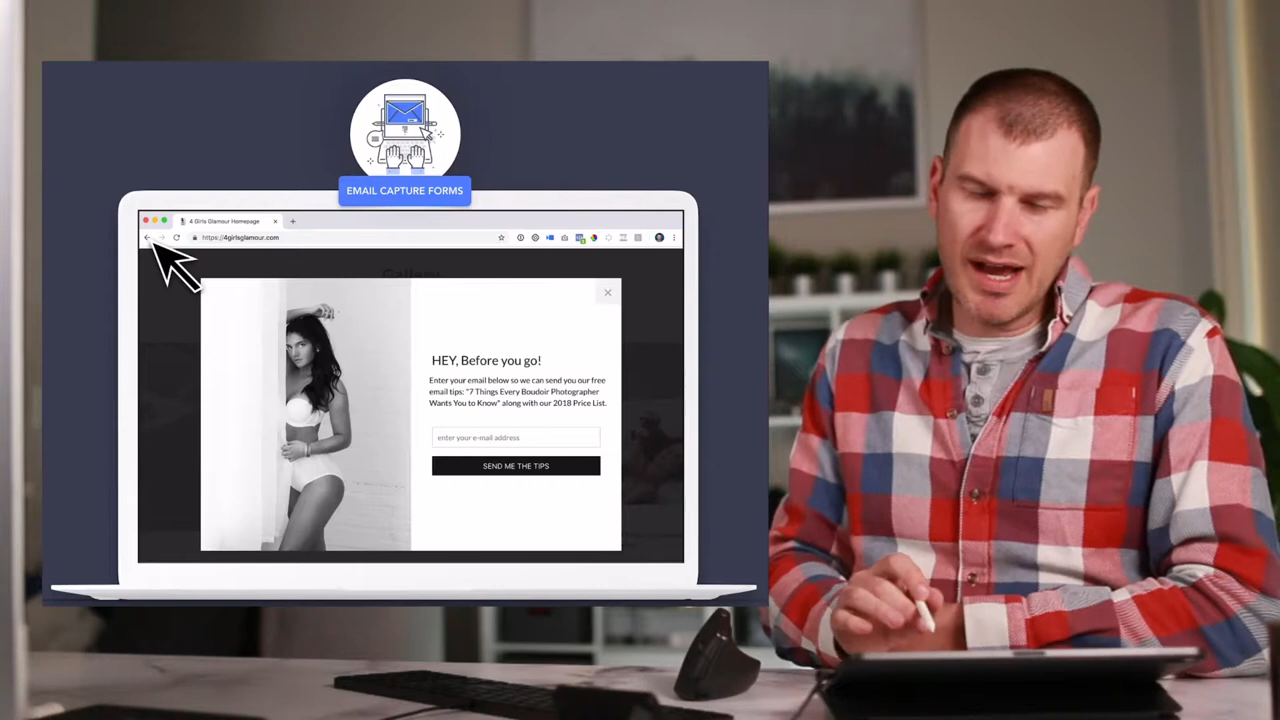 EMAIL CAPTURE FORMS
4 Girls Glamour Homepage
https://4girlsglamour.com
Gallery
HEY, Before you go!
Enter your email below so we can send you our free
email tips: "7 Things Every Boudoir Photographer
Wants You to Know" along with our 2018 Price List.
enter your e-mail address
SEND ME THE TIPS